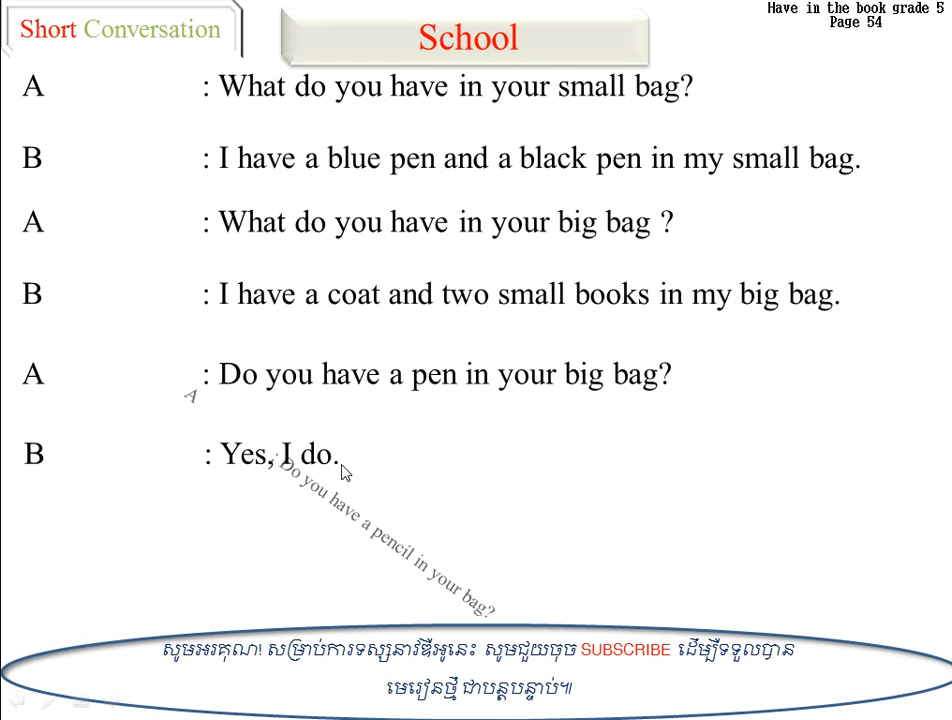 Short Conversation
School
Have in the book grade 5
Page 54
A : What do you have in your small bag?
B : I have a blue pen and a black pen in my small bag.
A : What do you have in your big bag ?
B : I have a coat and two small books in my big bag.
A : Do you have a pen in your big bag?
B : Yes, I do.
A : Do you have a pencil in your bag?
សូមអរគុណ! សម្រាប់ការទស្សនាវីឌីអូនេះ សូមជួយចុច SUBSCRIBE ដើម្បីទទួលបាន
មេរៀនថ្មី ជាបន្តបន្ទាប់៕